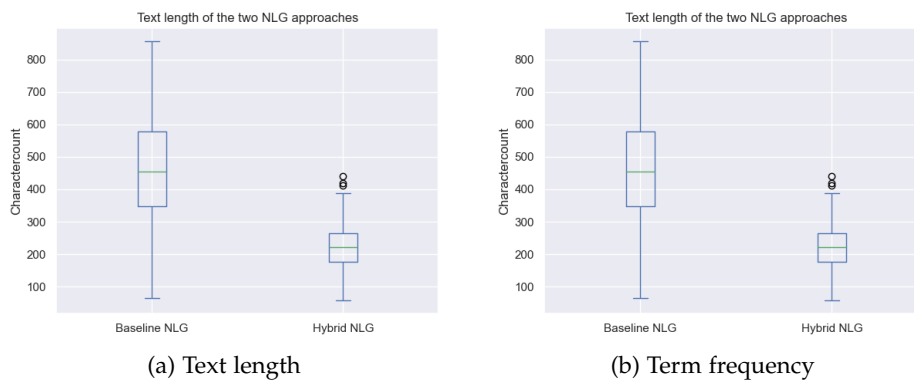 Text length of the two NLG approaches
Charactercount
800
700
600
500
400
300
200
100
Baseline NLG Hybrid NLG
(a) Text length
Text length of the two NLG approaches
Charactercount
800
700
600
500
400
300
200
100
Baseline NLG Hybrid NLG
(b) Term frequency